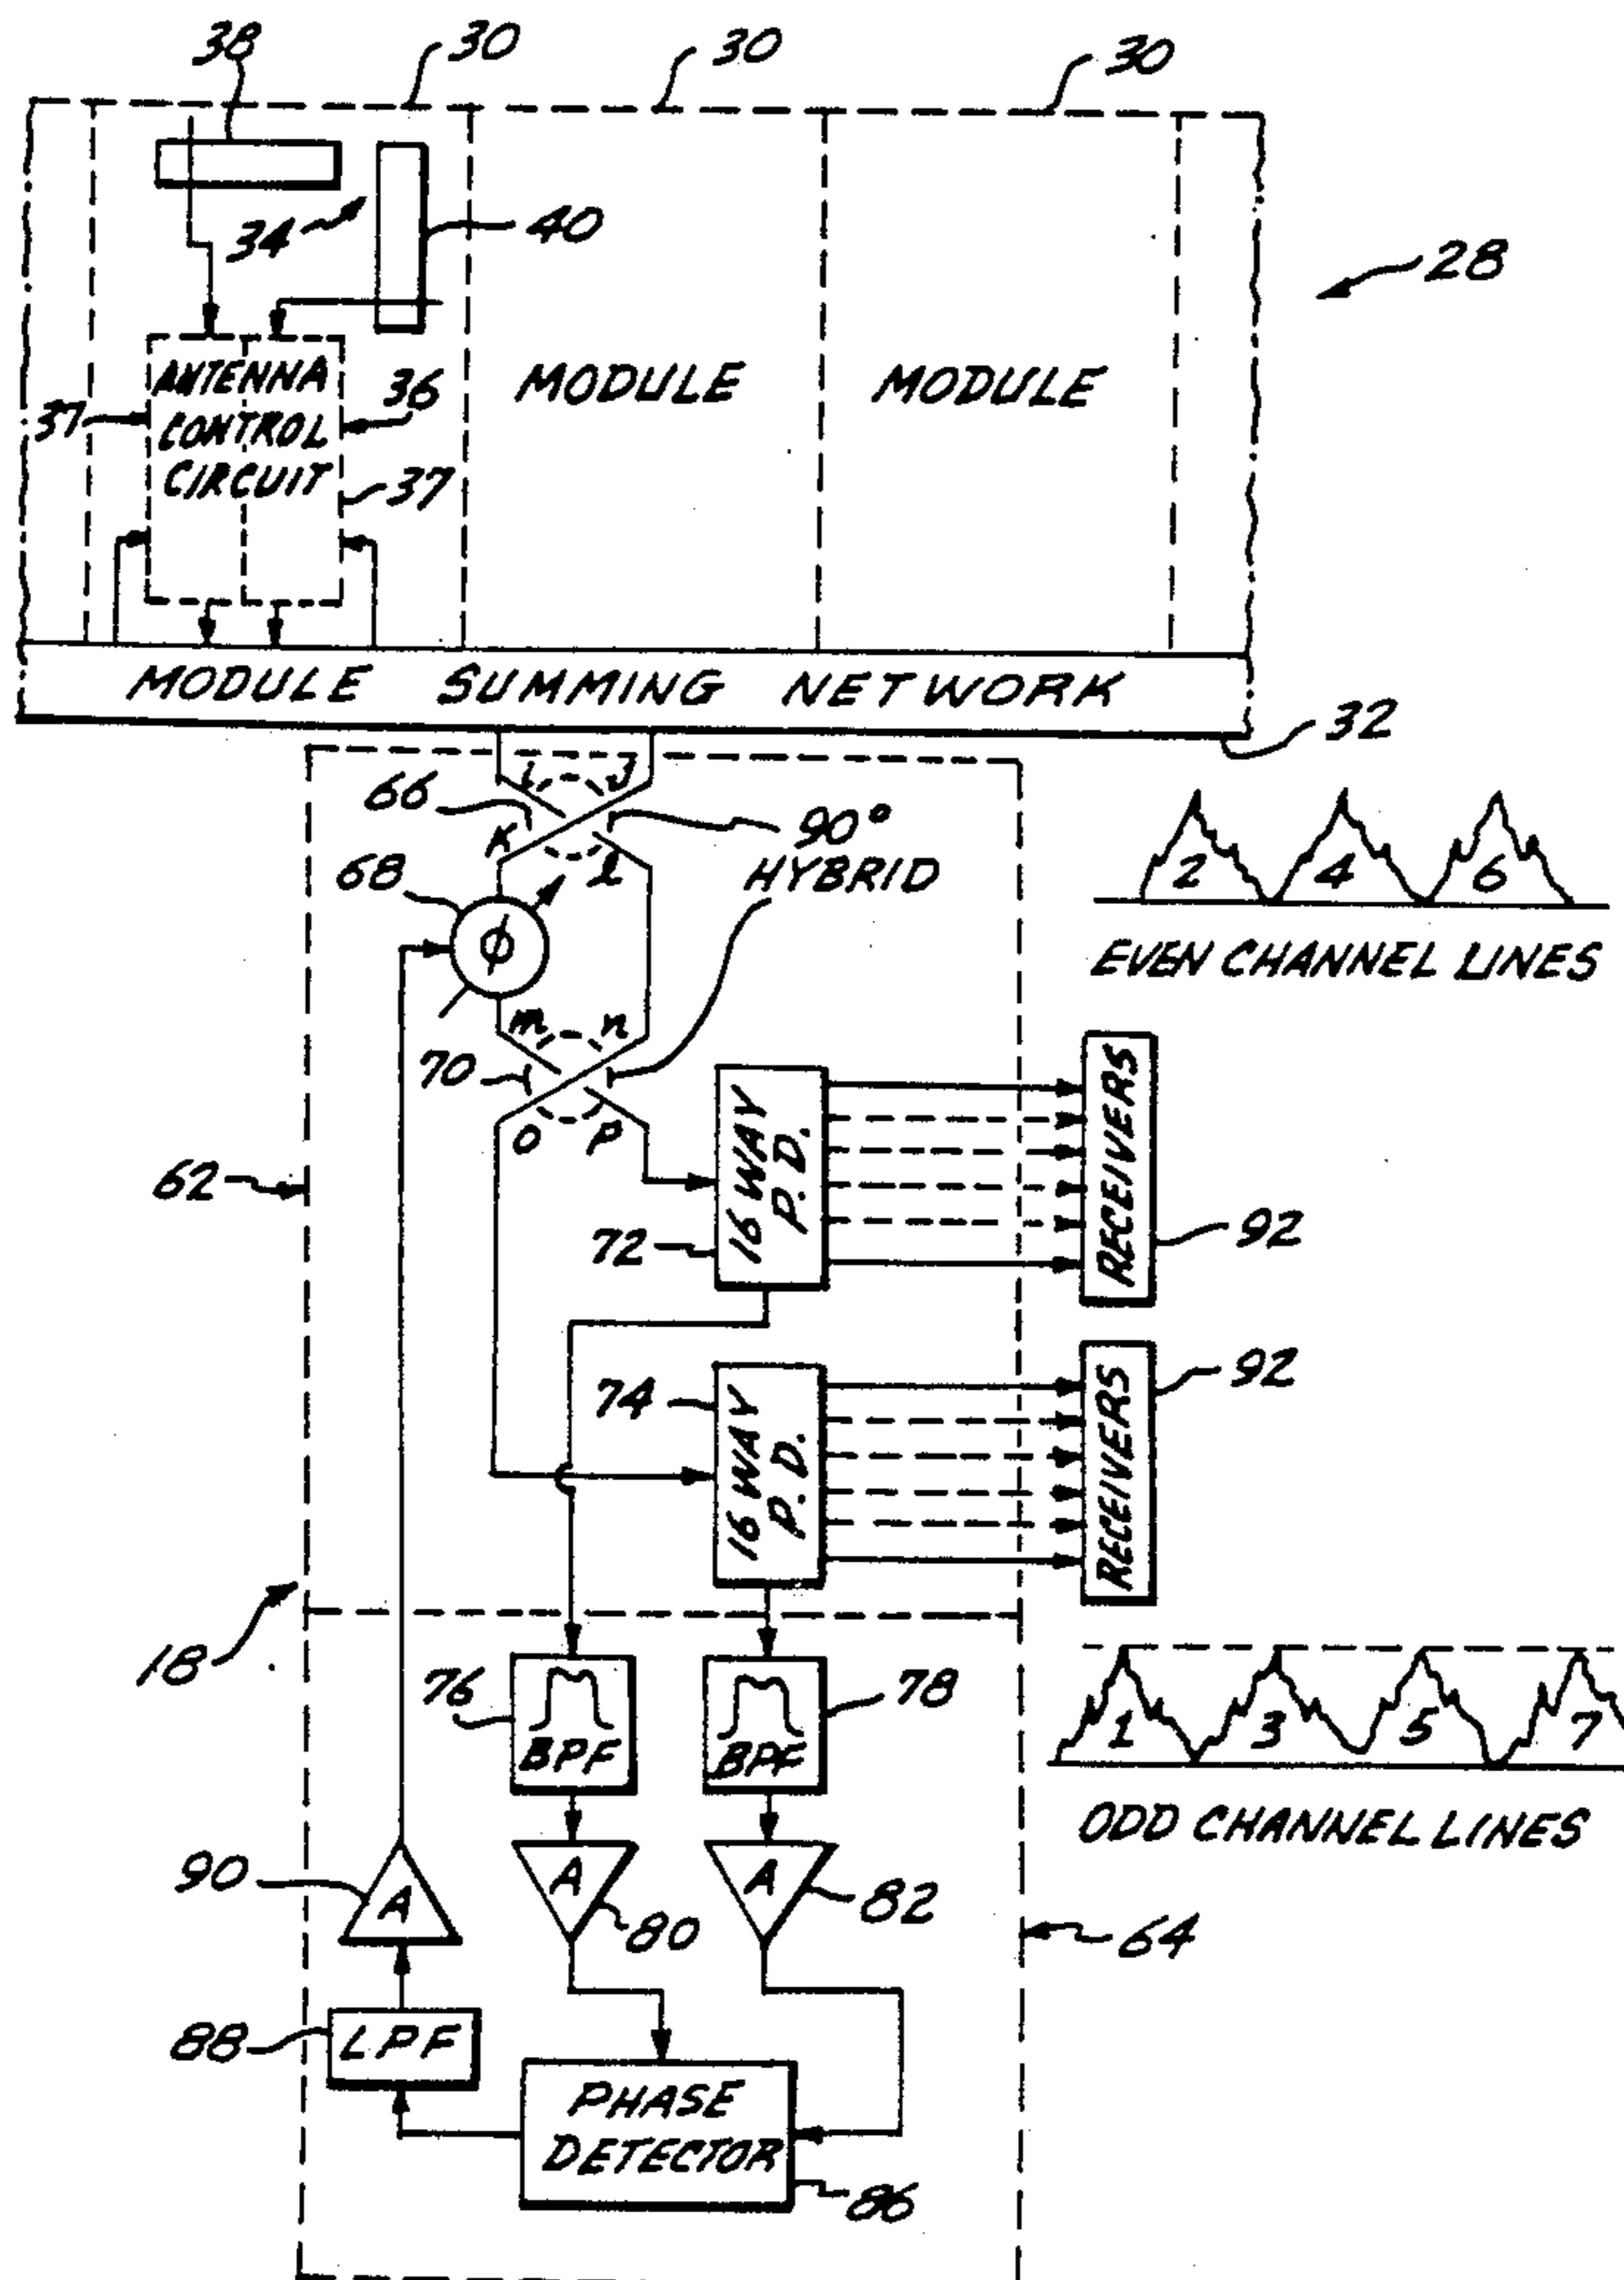 38
30
30
30
34
40
28
ANTENNA
CONTROL
CIRCUIT
37
36
37
MODULE
MODULE
MODULE SUMMING NETWORK
32
i
J
66
K
l
90°
HYBRID
68
ϕ
m
n
70
O
P
2
4
6
EVEN CHANNEL LINES
62
16 WAY
P.D.
72
RECEIVERS
92
74
16 WAY
P.D.
RECEIVERS
92
18
76
BPF
BPF
78
1
3
5
7
ODD CHANNEL LINES
90
A
A
80
A
82
64
88
LPF
PHASE
DETECTOR
86